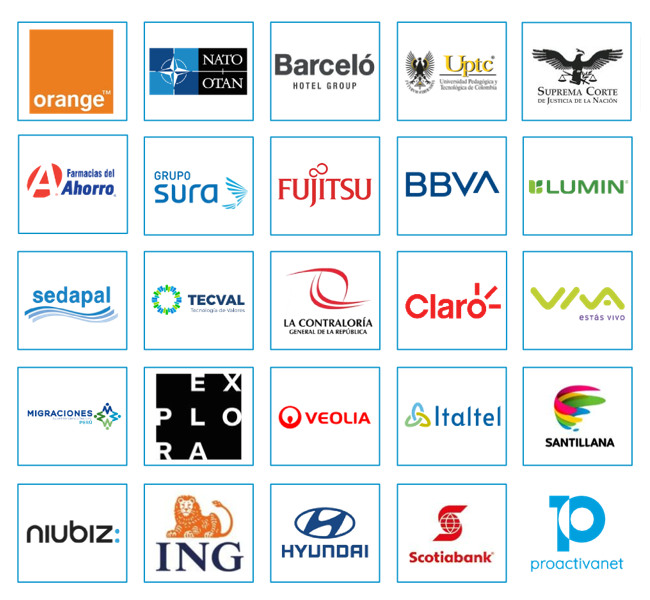 orange™
NATO
OTAN
Barceló
HOTEL GROUP
Uptc
Universidad Pedagógica y
Tecnológica de Colombia
SUPREMA CORTE
DE JUSTICIA DE LA NACIÓN
Farmacias del
Ahorro
GRUPO
sura
FUJITSU
BBVA
LUMIN®
sedapal
TECVAL
Tecnología de Valores
LA CONTRALORÍA
GENERAL DE LA REPÚBLICA
Claro
VIVA
estás vivo
MIGRACIONES
PERÚ
EX
PLO
RA
VEOLIA
Italtel
SANTILLANA
niubiz:
ING
HYUNDAI
Scotiabank
proactivanet